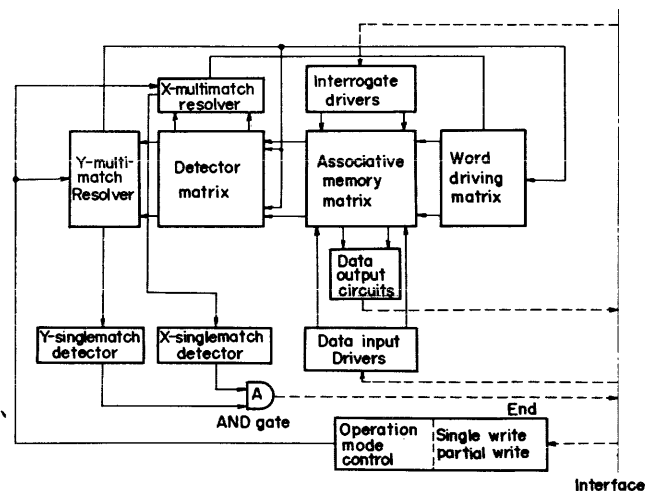 X-multimatch
resolver
Interrogate
drivers
Y-multi-
match
Resolver
Detector
matrix
Associative
memory
matrix
Word
driving
matrix
Data
output
circuits
Y-singlematch
detector
X-singlematch
detector
Data input
Drivers
A
AND gate
End
Operation
mode
control
Single write
partial write
Interface